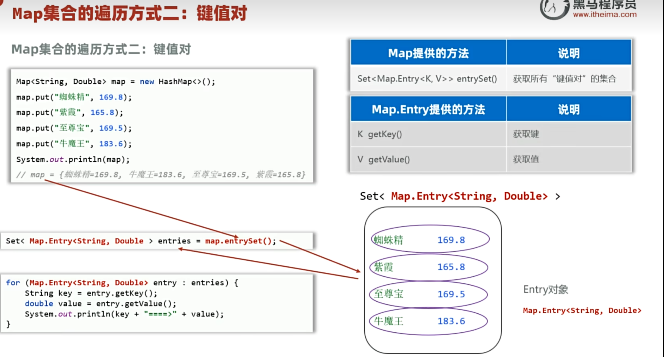 Map集合的遍历方式二：键值对
黑马程序员
www.itheima.com
Map集合的遍历方式二：键值对
Map<String, Double> map = new HashMap<>();
map.put("蜘蛛精", 169.8);
map.put("紫霞", 165.8);
map.put("至尊宝", 169.5);
map.put("牛魔王", 183.6);
System.out.println(map);
// map = {蜘蛛精=169.8, 牛魔王=183.6, 至尊宝=169.5, 紫霞=165.8}
Map提供的方法 说明
Set<Map.Entry<K, V>> entrySet() 获取所有“键值对”的集合
Map.Entry提供的方法 说明
K getKey() 获取键
V getValue() 获取值
Set< Map.Entry<String, Double> >
Set< Map.Entry<String, Double > entries = map.entrySet();
蜘蛛精 169.8
紫霞 165.8
至尊宝 169.5
牛魔王 183.6
for (Map.Entry<String, Double> entry : entries) {
String key = entry.getKey();
double value = entry.getValue();
System.out.println(key + "====>" + value);
}
Entry对象
Map.Entry<String, Double>